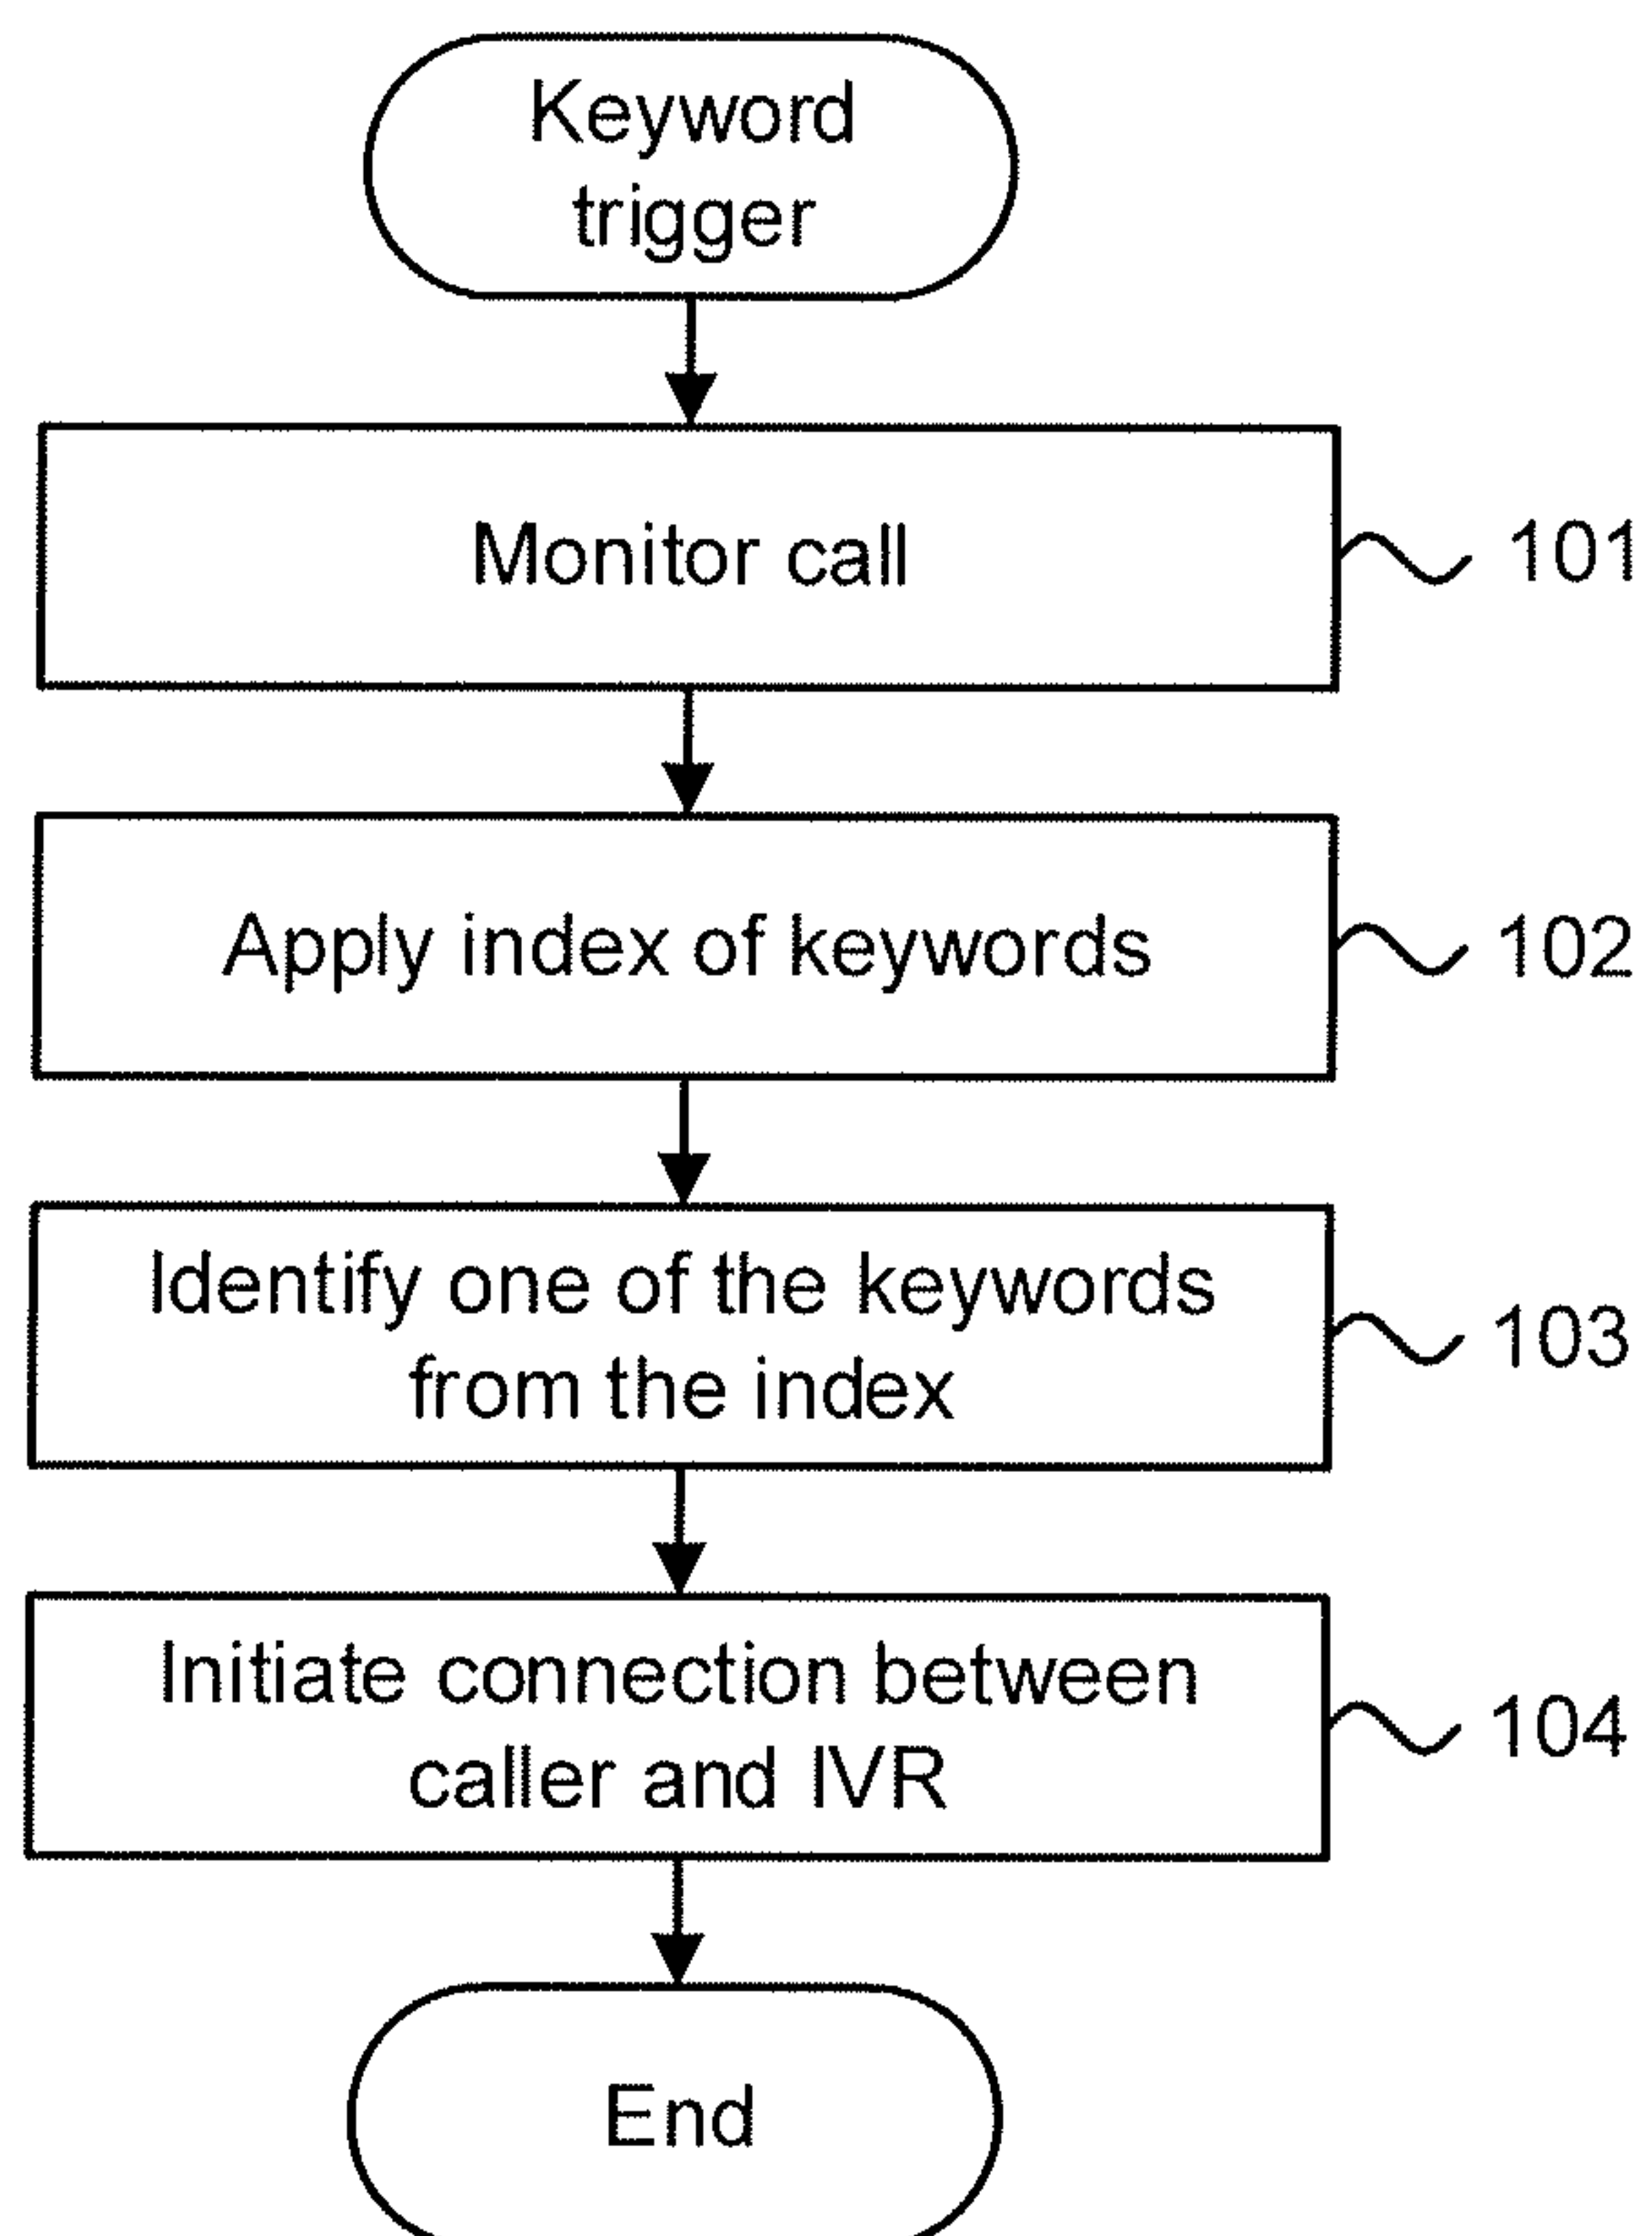 Keyword
trigger
Monitor call
101
Apply index of keywords
102
Identify one of the keywords
from the index
103
Initiate connection between
caller and IVR
104
End